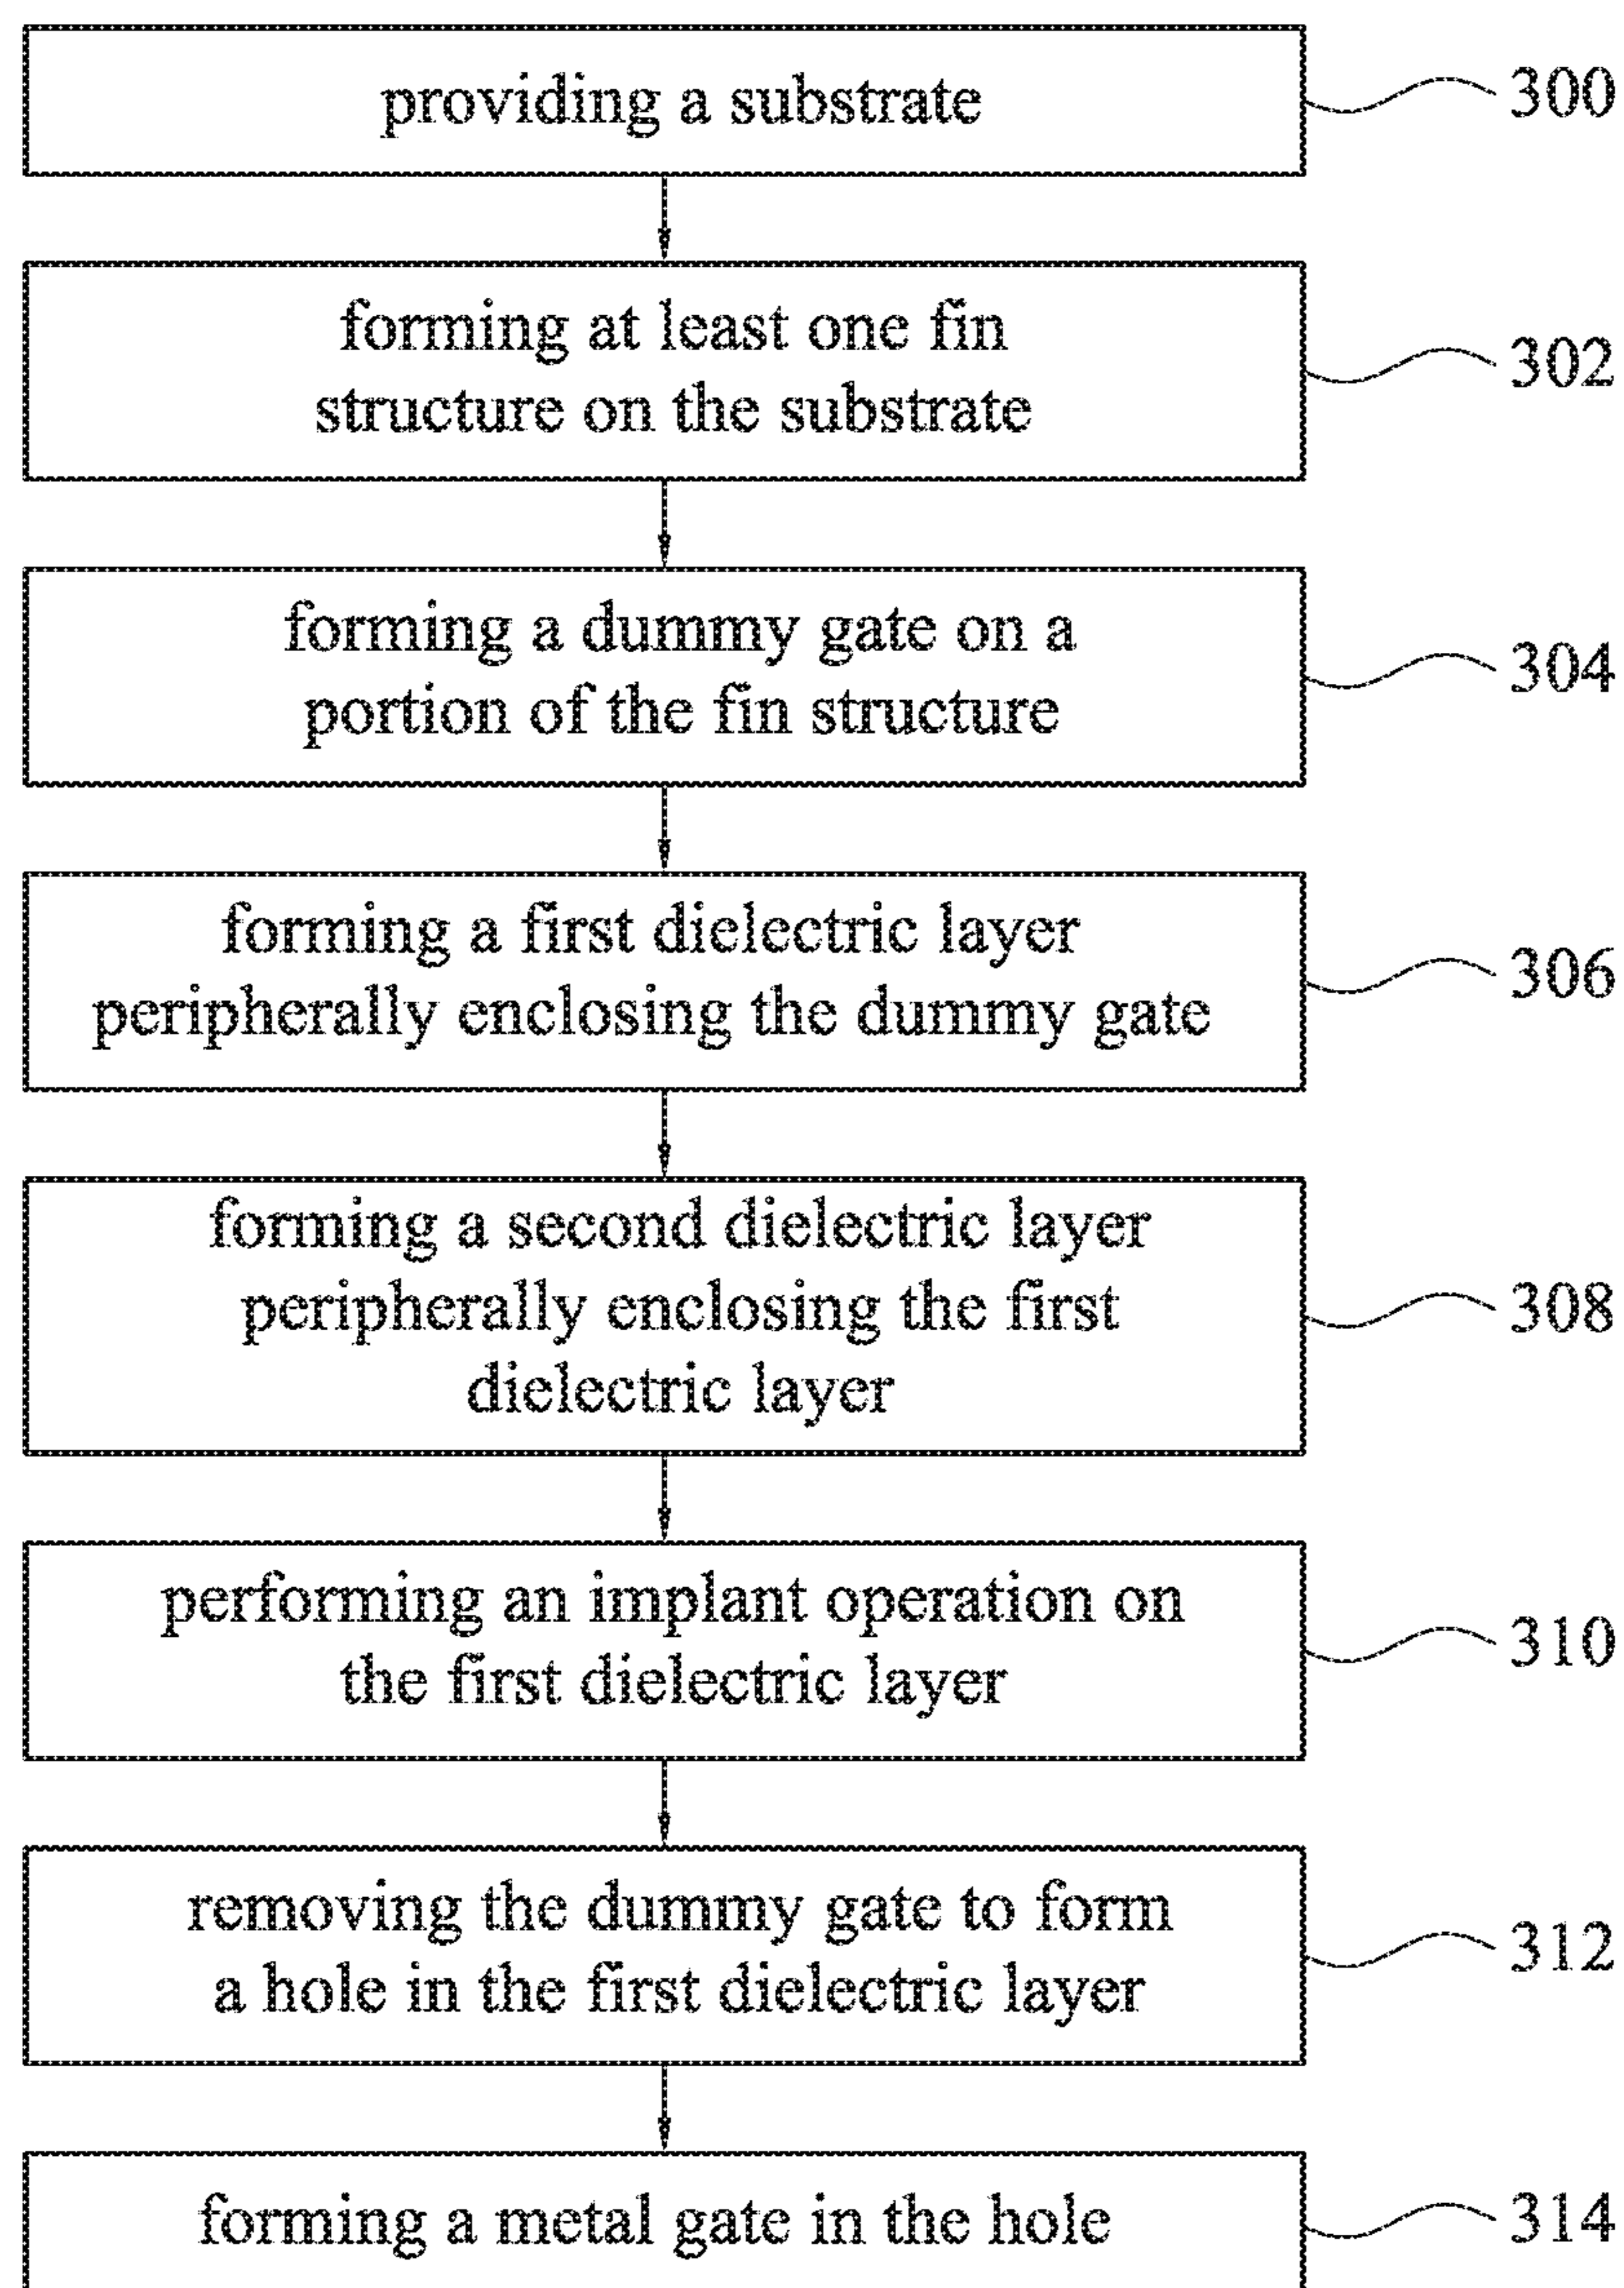 providing a substrate
300
forming at least one fin
structure on the substrate
302
forming a dummy gate on a
portion of the fin structure
304
forming a first dielectric layer
peripherally enclosing the dummy gate
306
forming a second dielectric layer
peripherally enclosing the first
dielectric layer
308
performing an implant operation on
the first dielectric layer
310
removing the dummy gate to form
a hole in the first dielectric layer
312
forming a metal gate in the hole
314